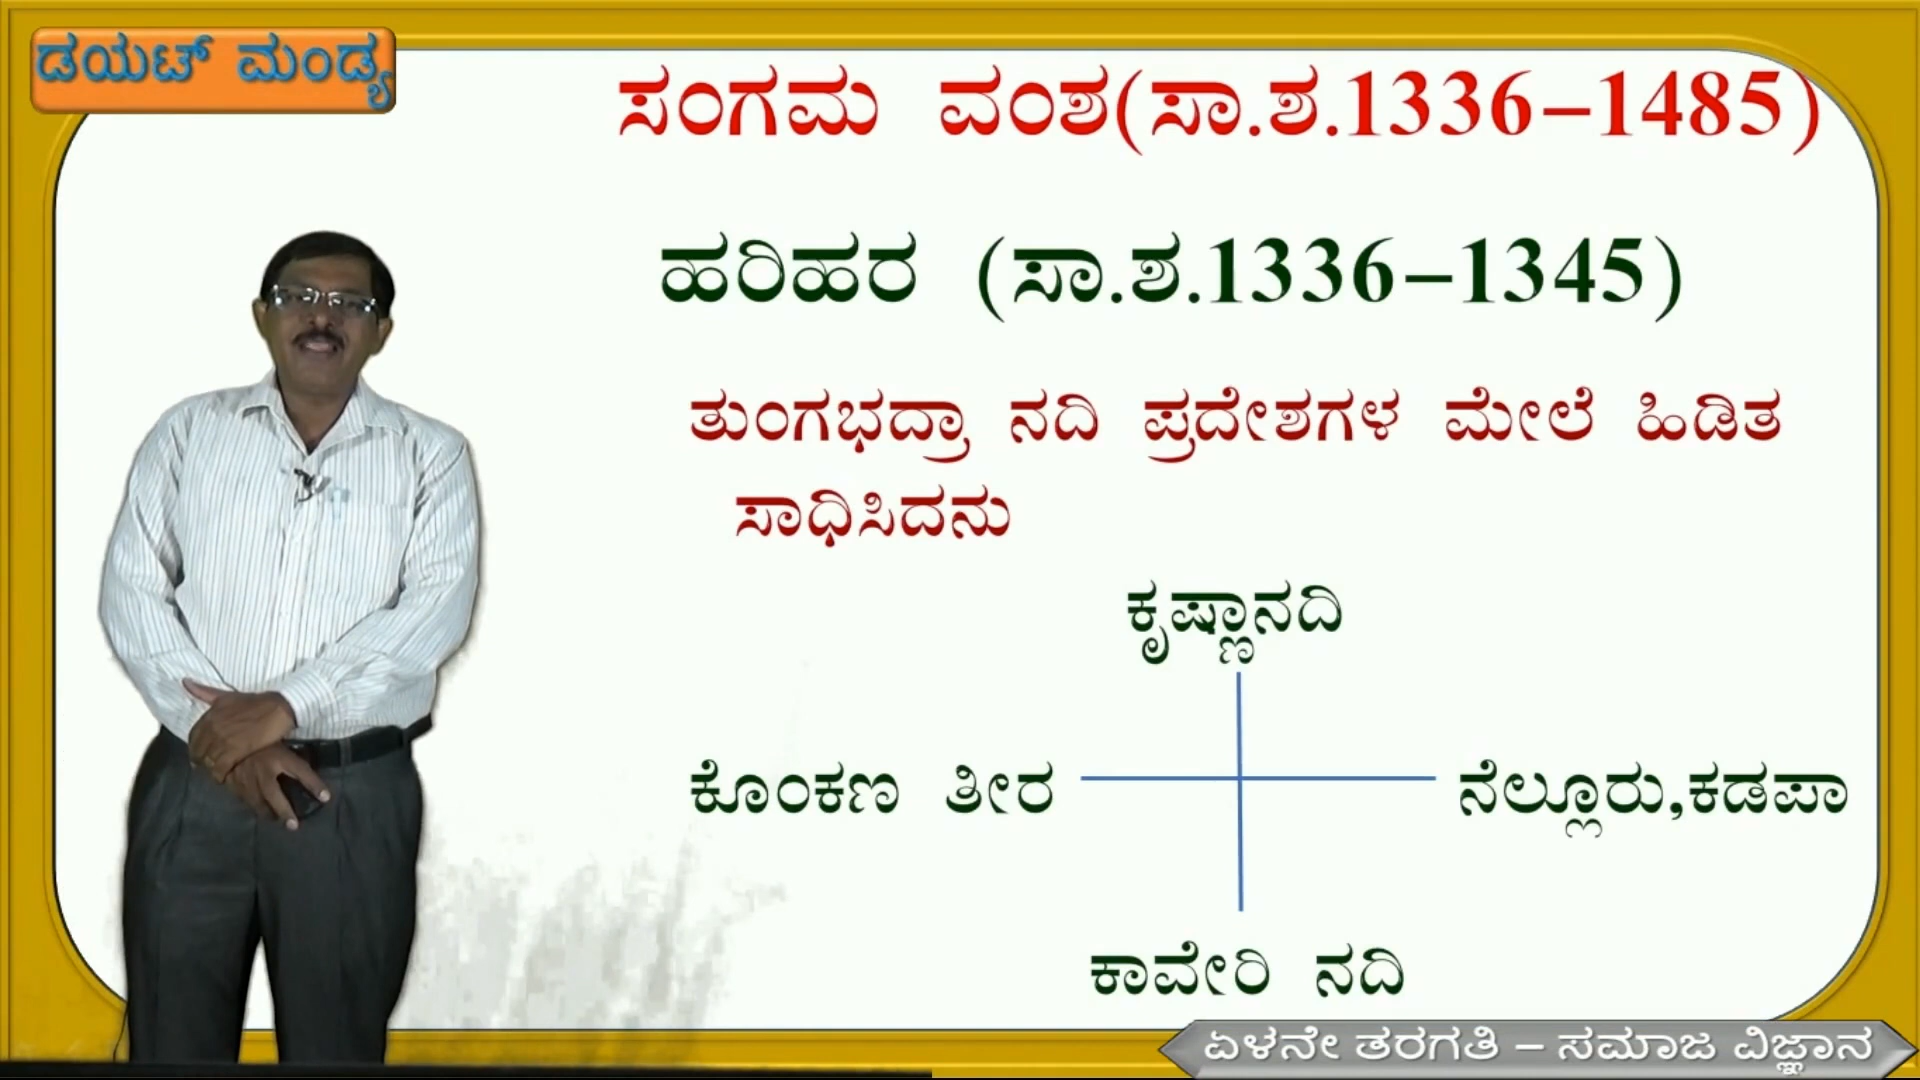 ಡಯಟ್ ಮಂಡ್ಯ
ಸಂಗಮ ವಂಶ(ಸಾ.ಶ.1336-1485)
ಹರಿಹರ (ಸಾ.ಶ.1336-1345)
ತುಂಗಭದ್ರಾ ನದಿ ಪ್ರದೇಶಗಳ ಮೇಲೆ ಹಿಡಿತ
ಸಾಧಿಸಿದನು
ಕೃಷ್ಣಾನದಿ
ಕೊಂಕಣ ತೀರ
ನೆಲ್ಲೂರು,ಕಡಪಾ
ಕಾವೇರಿ ನದಿ
ಏಳನೇ ತರಗತಿ – ಸಮಾಜ ವಿಜ್ಞಾನ